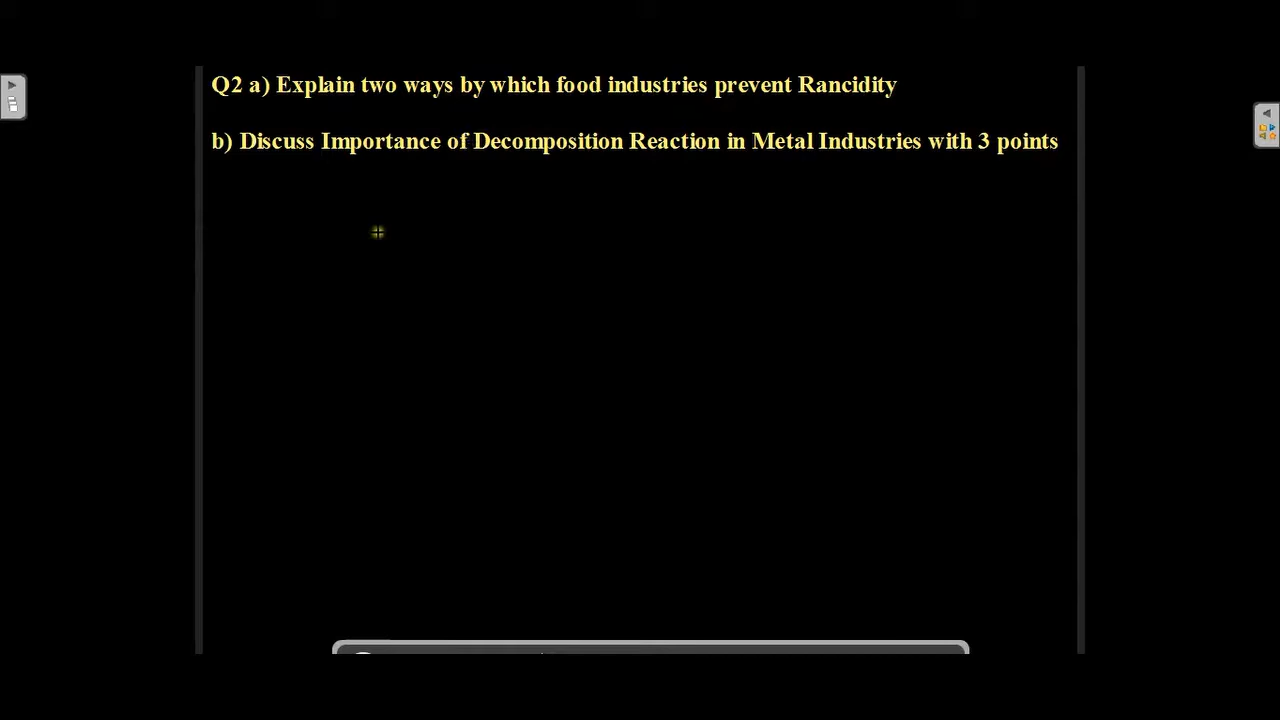 Q2 a) Explain two ways by which food industries prevent Rancidity
b) Discuss Importance of Decomposition Reaction in Metal Industries with 3 points